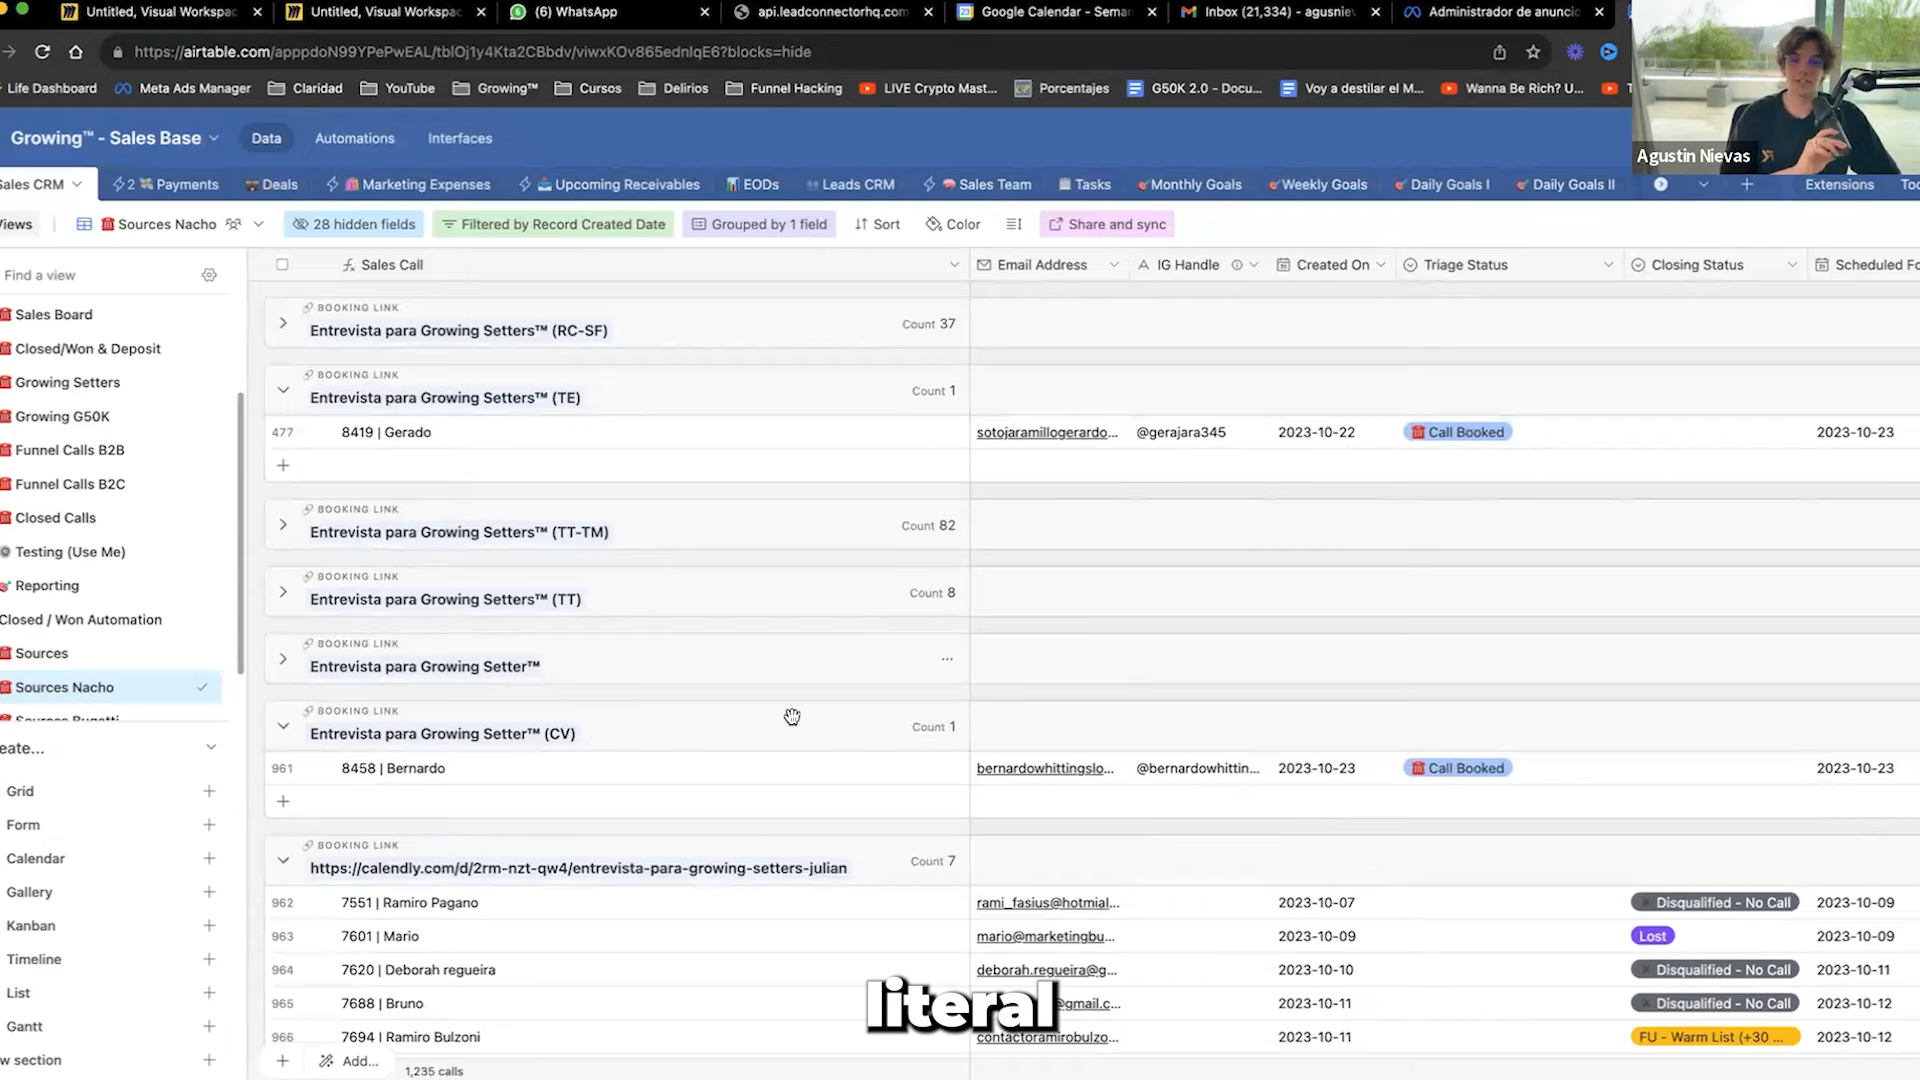 Untitled, Visual Workspac
Untitled, Visual Workspac
(6) WhatsApp
api.leadconnectorhq.com
Google Calendar - Seman
Inbox (21,334) - agusniev
Administrador de anuncio
https://airtable.com/apppdoN99YPePwEAL/tblOj1y4Kta2CBbdv/viwxKOv865ednlqE6?blocks=hide
Life Dashboard
Meta Ads Manager
Claridad
YouTube
Growing™
Cursos
Delirios
Funnel Hacking
LIVE Crypto Mast...
Porcentajes
G50K 2.0 - Docu...
Voy a destilar el M...
Wanna Be Rich? U...
Agustin Nievas
Growing™ - Sales Base
Data
Automations
Interfaces
Sales CRM
2 Payments
Deals
Marketing Expenses
Upcoming Receivables
EODs
Leads CRM
Sales Team
Tasks
Monthly Goals
Weekly Goals
Daily Goals I
Daily Goals II
Extensions
Too
Views
Sources Nacho
28 hidden fields
Filtered by Record Created Date
Grouped by 1 field
Sort
Color
Share and sync
Find a view
Sales Board
Closed/Won & Deposit
Growing Setters
Growing G50K
Funnel Calls B2B
Funnel Calls B2C
Closed Calls
Testing (Use Me)
Reporting
Closed / Won Automation
Sources
Sources Nacho
Sources Bugatti
eate...
Grid
Form
Calendar
Gallery
Kanban
Timeline
List
Gantt
w section
Sales Call
Email Address
IG Handle
Created On
Triage Status
Closing Status
Scheduled Fo
BOOKING LINK
Entrevista para Growing Setters™ (RC-SF)
Count 37
BOOKING LINK
Entrevista para Growing Setters™ (TE)
Count 1
477 8419 | Gerado sotojaramillogerardo... @gerajara345 2023-10-22 Call Booked 2023-10-23
BOOKING LINK
Entrevista para Growing Setters™ (TT-TM)
Count 82
BOOKING LINK
Entrevista para Growing Setters™ (TT)
Count 8
BOOKING LINK
Entrevista para Growing Setter™
...
BOOKING LINK
Entrevista para Growing Setter™ (CV)
Count 1
961 8458 | Bernardo bernardowhittingslo... @bernardowhittin... 2023-10-23 Call Booked 2023-10-23
BOOKING LINK
https://calendly.com/d/2rm-nzt-qw4/entrevista-para-growing-setters-julian
Count 7
962 7551 | Ramiro Pagano rami_fasius@hotmial... 2023-10-07 Disqualified - No Call 2023-10-09
963 7601 | Mario mario@marketingbu... 2023-10-09 Lost 2023-10-09
964 7620 | Deborah regueira deborah.regueira@g... 2023-10-10 Disqualified - No Call 2023-10-11
965 7688 | Bruno @gmail.c... 2023-10-11 Disqualified - No Call 2023-10-12
966 7694 | Ramiro Bulzoni contactoramirobulzo... 2023-10-11 FU - Warm List (+30 ... 2023-10-12
literal
Add...
1,235 calls